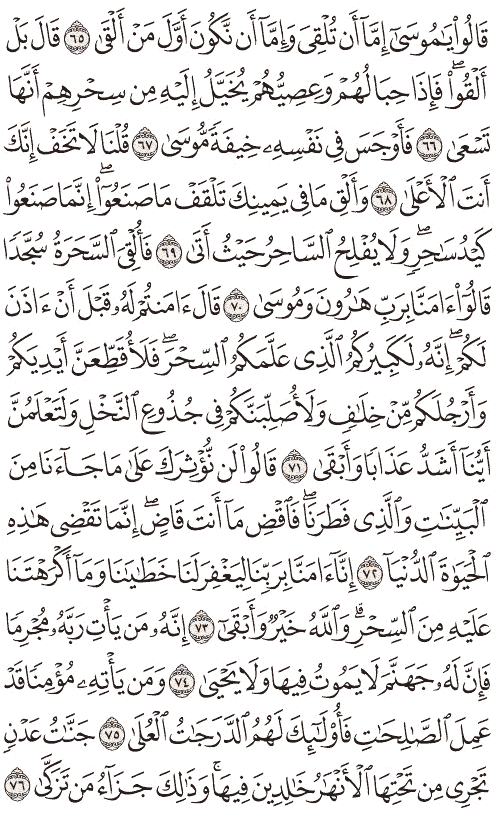 قَالُواْ يَٰمُوسَىٰٓ إِمَّآ أَن تُلۡقِيَ وَإِمَّآ أَن نَّكُونَ أَوَّلَ مَنۡ أَلۡقَىٰ ٦٥ قَالَ بَلۡ
أَلۡقُواْۖ فَإِذَا حِبَالُهُمۡ وَعِصِيُّهُمۡ يُخَيَّلُ إِلَيۡهِ مِن سِحۡرِهِمۡ أَنَّهَا
تَسۡعَىٰ ٦٦ فَأَوۡجَسَ فِي نَفۡسِهِۦ خِيفَةٗ مُّوسَىٰ ٦٧ قُلۡنَا لَا تَخَفۡ إِنَّكَ
أَنتَ ٱلۡأَعۡلَىٰ ٦٨ وَأَلۡقِ مَا فِي يَمِينِكَ تَلۡقَفۡ مَا صَنَعُوٓاْۖ إِنَّمَا صَنَعُواْ
كَيۡدُ سَٰحِرٖۖ وَلَا يُفۡلِحُ ٱلسَّاحِرُ حَيۡثُ أَتَىٰ ٦٩ فَأُلۡقِيَ ٱلسَّحَرَةُ سُجَّدٗا
قَالُوٓاْ ءَامَنَّا بِرَبِّ هَٰرُونَ وَمُوسَىٰ ٧٠ قَالَ ءَامَنتُمۡ لَهُۥ قَبۡلَ أَنۡ ءَاذَنَ
لَكُمۡۖ إِنَّهُۥ لَكَبِيرُكُمُ ٱلَّذِي عَلَّمَكُمُ ٱلسِّحۡرَۖ فَلَأُقَطِّعَنَّ أَيۡدِيَكُمۡ
وَأَرۡجُلَكُم مِّنۡ خِلَٰفٖ وَلَأُصَلِّبَنَّكُمۡ فِي جُذُوعِ ٱلنَّخۡلِ وَلَتَعۡلَمُنَّ
أَيُّنَآ أَشَدُّ عَذَابٗا وَأَبۡقَىٰ ٧١ قَالُواْ لَن نُّؤۡثِرَكَ عَلَىٰ مَا جَآءَنَا مِنَ
ٱلۡبَيِّنَٰتِ وَٱلَّذِي فَطَرَنَاۖ فَٱقۡضِ مَآ أَنتَ قَاضٍۖ إِنَّمَا تَقۡضِي هَٰذِهِ
ٱلۡحَيَوٰةَ ٱلدُّنۡيَآ ٧٢ إِنَّآ ءَامَنَّا بِرَبِّنَا لِيَغۡفِرَ لَنَا خَطَٰيَٰنَا وَمَآ أَكۡرَهۡتَنَا
عَلَيۡهِ مِنَ ٱلسِّحۡرِۗ وَٱللَّهُ خَيۡرٞ وَأَبۡقَىٰٓ ٧٣ إِنَّهُۥ مَن يَأۡتِ رَبَّهُۥ مُجۡرِمٗا
فَإِنَّ لَهُۥ جَهَنَّمَ لَا يَمُوتُ فِيهَا وَلَا يَحۡيَىٰ ٧٤ وَمَن يَأۡتِهِۦ مُؤۡمِنٗا قَدۡ
عَمِلَ ٱلصَّٰلِحَٰتِ فَأُوْلَٰٓئِكَ لَهُمُ ٱلدَّرَجَٰتُ ٱلۡعُلَىٰ ٧٥ جَنَّٰتُ عَدۡنٖ
تَجۡرِي مِن تَحۡتِهَا ٱلۡأَنۡهَٰرُ خَٰلِدِينَ فِيهَاۚ وَذَٰلِكَ جَزَآءُ مَن تَزَكَّىٰ ٧٦